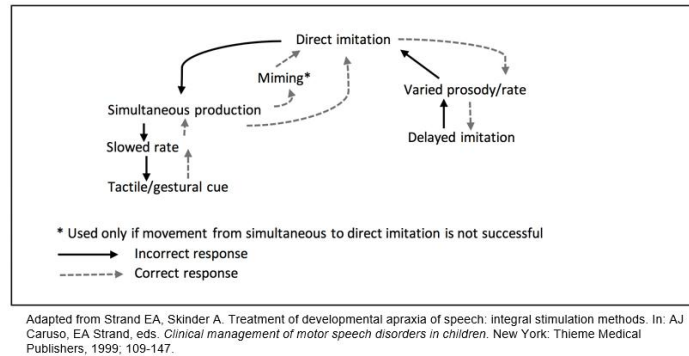 Direct imitation
Miming*
Varied prosody/rate
Simultaneous production
Delayed imitation
Slowed rate
Tactile/gestural cue
* Used only if movement from simultaneous to direct imitation is not successful
Incorrect response
Correct response
Adapted from Strand EA, Skinder A. Treatment of developmental apraxia of speech: integral stimulation methods. In: AJ
Caruso, EA Strand, eds. Clinical management of motor speech disorders in children. New York: Thieme Medical
Publishers, 1999; 109-147.